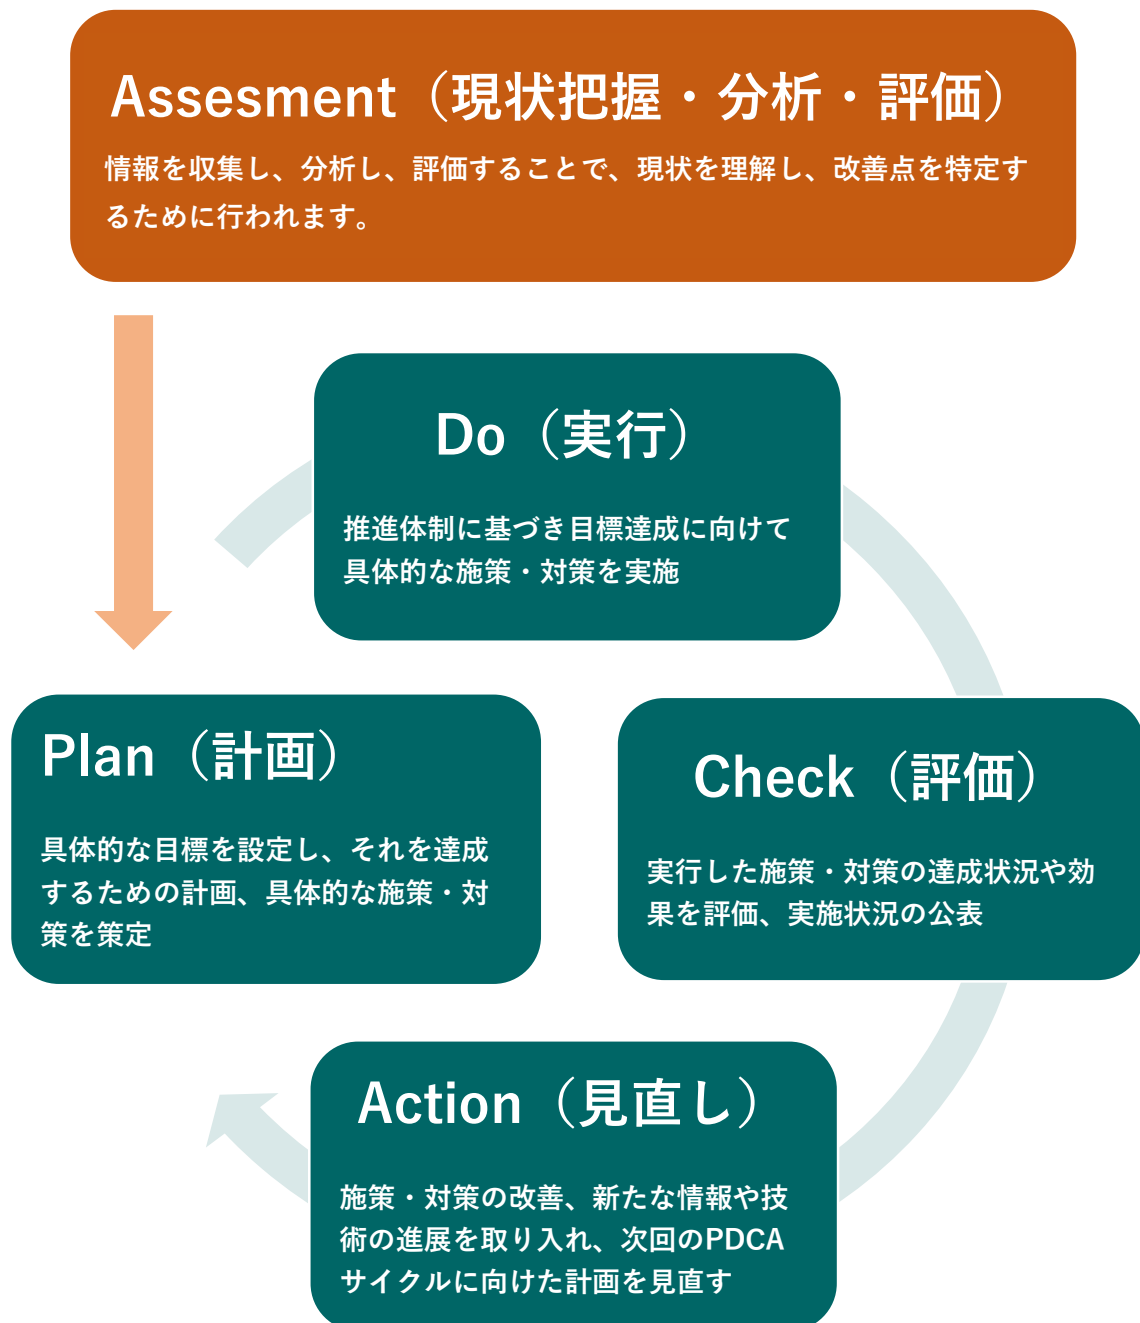 Assesment（現状把握・分析・評価）
情報を収集し、分析し、評価することで、現状を理解し、改善点を特定す
るために行われます。
Do（実行）
推進体制に基づき目標達成に向けて
具体的な施策・対策を実施
Plan（計画）
具体的な目標を設定し、それを達成
するための計画、具体的な施策・対
策を策定
Check（評価）
実行した施策・対策の達成状況や効
果を評価、実施状況の公表
Action（見直し）
施策・対策の改善、新たな情報や技
術の進展を取り入れ、次回のPDCA
サイクルに向けた計画を見直す